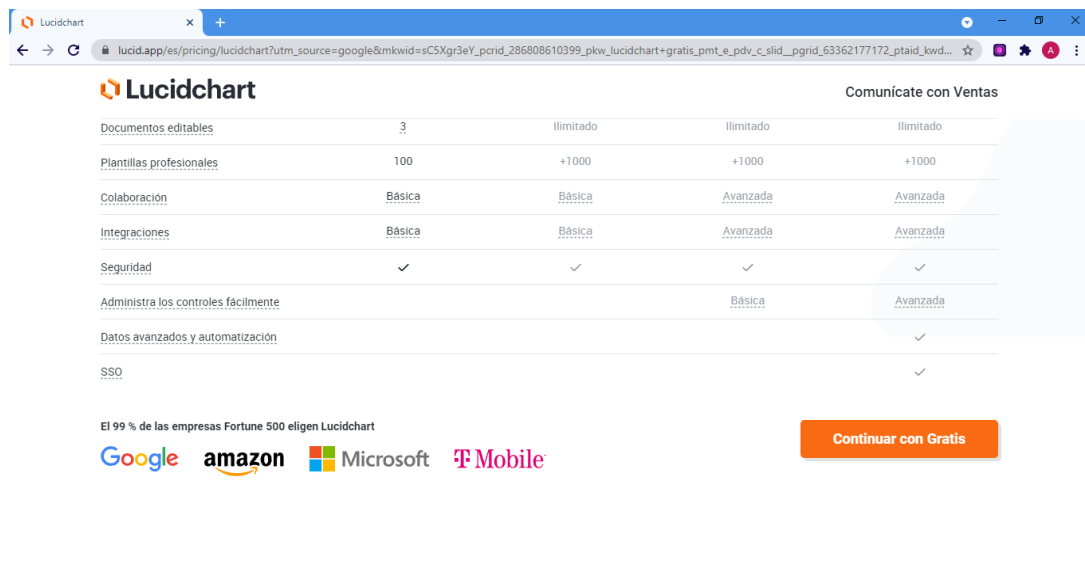 Lucidchart
lucid.app/es/pricing/lucidchart?utm_source=google&mkwid=sC5Xgr3eY_pcrid_286808610399_pkw_lucidchart+gratis_pmt_e_pdv_c_slid__pgrid_63362177172_ptaid_kwd...
A
Lucidchart
Comunícate con Ventas
Documentos editables 3 Ilimitado Ilimitado Ilimitado
Plantillas profesionales 100 +1000 +1000 +1000
Colaboración Básica Básica Avanzada Avanzada
Integraciones Básica Básica Avanzada Avanzada
Seguridad
Administra los controles fácilmente Básica Avanzada
Datos avanzados y automatización
SSO
El 99 % de las empresas Fortune 500 eligen Lucidchart
Continuar con Gratis
Google amazon Microsoft T Mobile